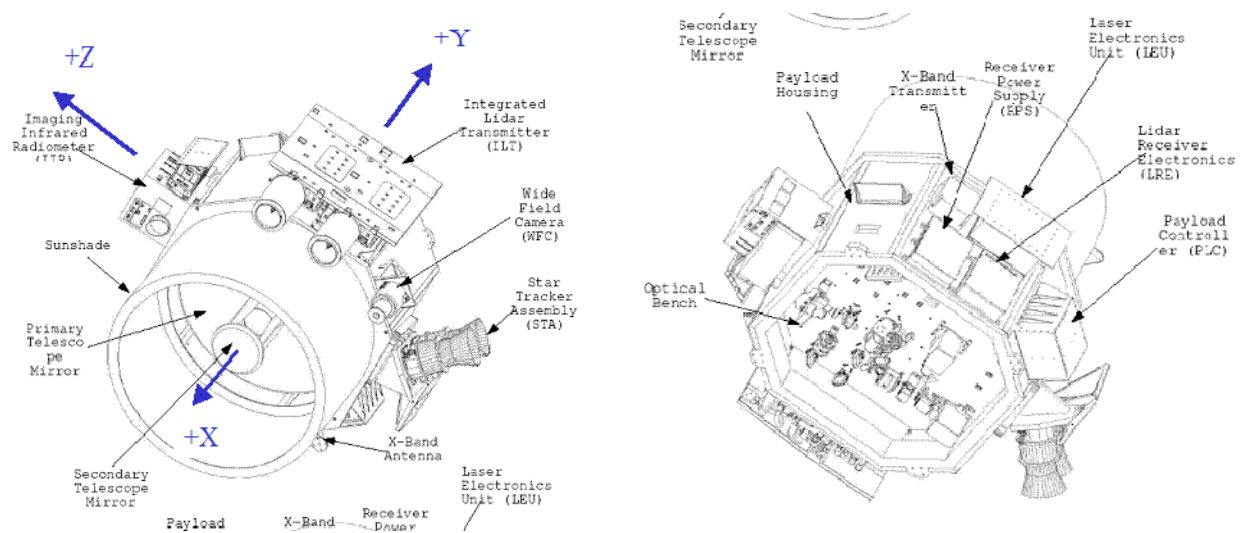 +Z
+Y
Imaging
Infrared
Radiometer
Integrated
Lidar
Transmitter
(ILT)
Wide
Field
Camera
(WFC)
Sunshade
Star
Tracker
Assembly
(STA)
Primary
Telesco
pe
Mirror
+X
X-Band
Antenna
Secondary
Telescope
Mirror
Laser
Electronics
Unit (LEU)
Payload
X-Band
Receiver
Power
Secondary
Telescope
Mirror
Laser
Electronics
Unit (LEU)
Payload
Housing
X-Band
Transmitt
er
Receiver
Power
Supply
(RPS)
Lidar
Receiver
Electronics
(LRE)
Payload
Controll
er (PLC)
Optical
Bench